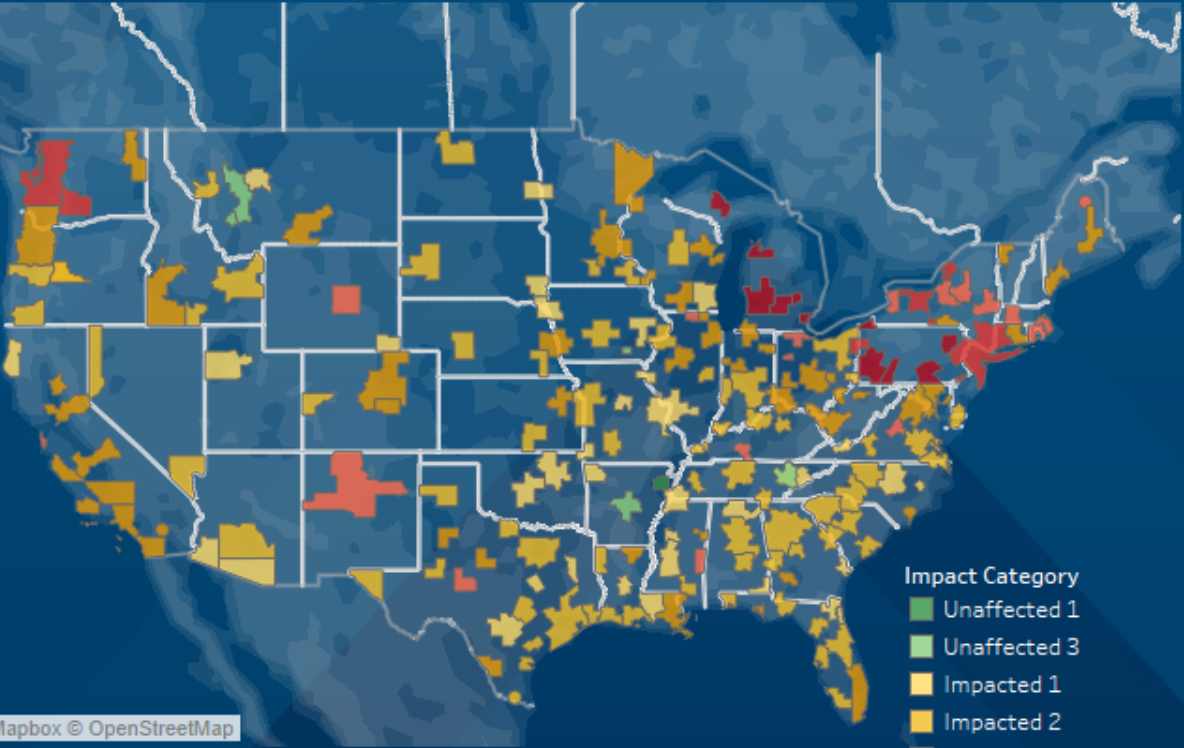 Impact Category
Unaffected 1
Unaffected 3
Impacted 1
Impacted 2
Mapbox © OpenStreetMap